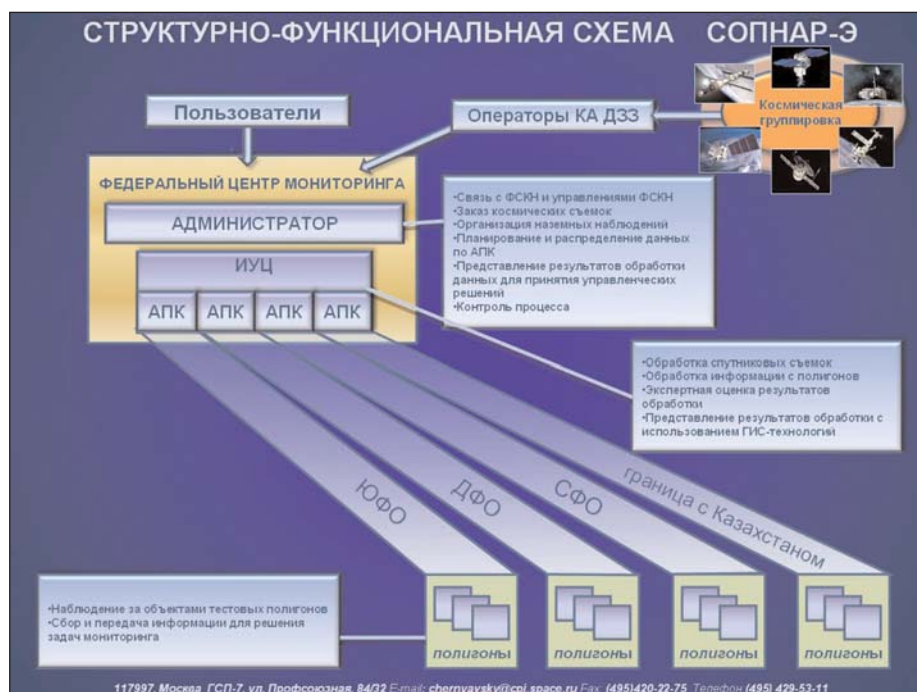 СТРУКТУРНО-ФУНКЦИОНАЛЬНАЯ СХЕМА СОПНАР-Э
Космическая
группировка
Пользователи
Операторы КА ДЗЗ
ФЕДЕРАЛЬНЫЙ ЦЕНТР МОНИТОРИНГА
АДМИНИСТРАТОР
•Связь с ФСКН и управлениями ФСКН
•Заказ космических съемок
•Организация наземных наблюдений
•Планирование и распределение данных
по АПК
•Представление результатов обработки
данных для принятия управленческих
решений
•Контроль процесса
ИУЦ
АПК АПК АПК АПК
•Обработка спутниковых съемок
•Обработка информации с полигонов
•Экспертная оценка результатов
обработки
•Представление результатов обработки с
использованием ГИС-технологий
ЮФО
ДФО
СФО
граница с Казахстаном
•Наблюдение за объектами тестовых полигонов
•Сбор и передача информации для решения
задач мониторинга
полигоны полигоны полигоны полигоны
117997, Москва, ГСП-7, ул. Профсоюзная, 84/32 E-mail: chernyavsky@cpi.space.ru Fax: (495)420-22-75, Телефон (495) 429-53-11